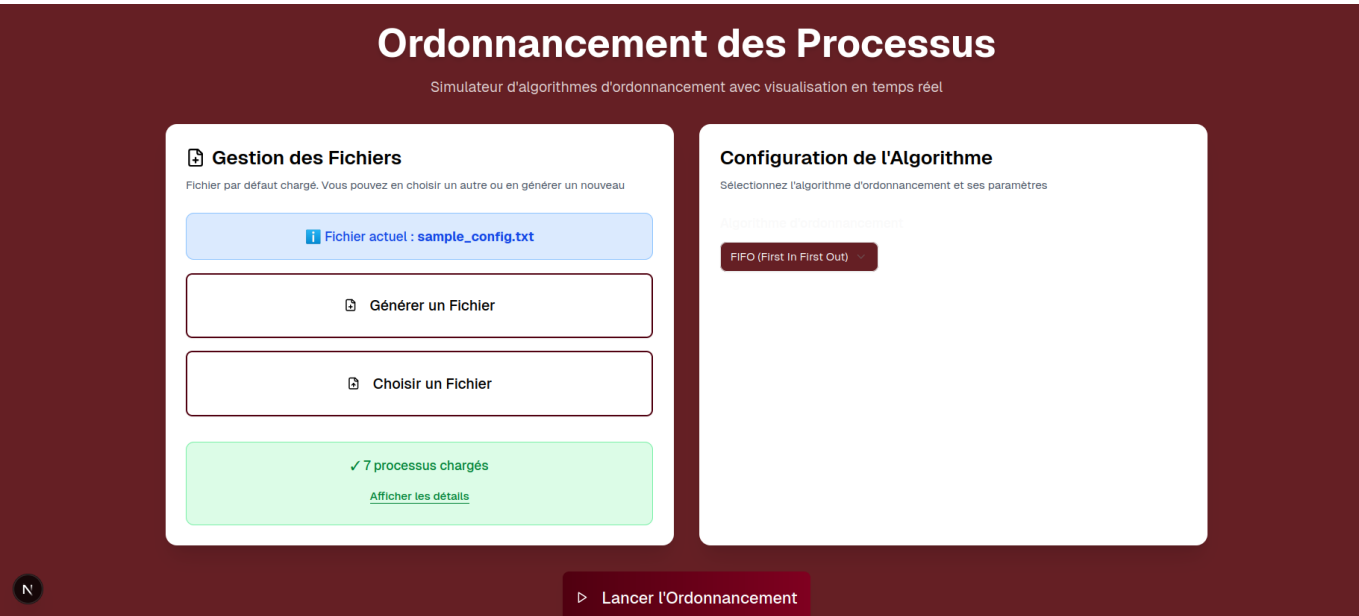 Ordonnancement des Processus
Simulateur d'algorithmes d'ordonnancement avec visualisation en temps réel
Gestion des Fichiers
Fichier par défaut chargé. Vous pouvez en choisir un autre ou en générer un nouveau
Fichier actuel : sample_config.txt
Générer un Fichier
Choisir un Fichier
✓ 7 processus chargés
Afficher les détails
Configuration de l'Algorithme
Sélectionnez l'algorithme d'ordonnancement et ses paramètres
Algorithme d'ordonnancement
FIFO (First In First Out)
N
Lancer l'Ordonnancement